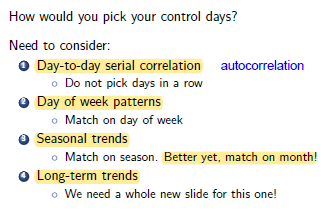 How would you pick your control days?
Need to consider:
1 Day-to-day serial correlation autocorrelation
Do not pick days in a row
2 Day of week patterns
Match on day of week
3 Seasonal trends
Match on season. Better yet, match on month!
4 Long-term trends
We need a whole new slide for this one!